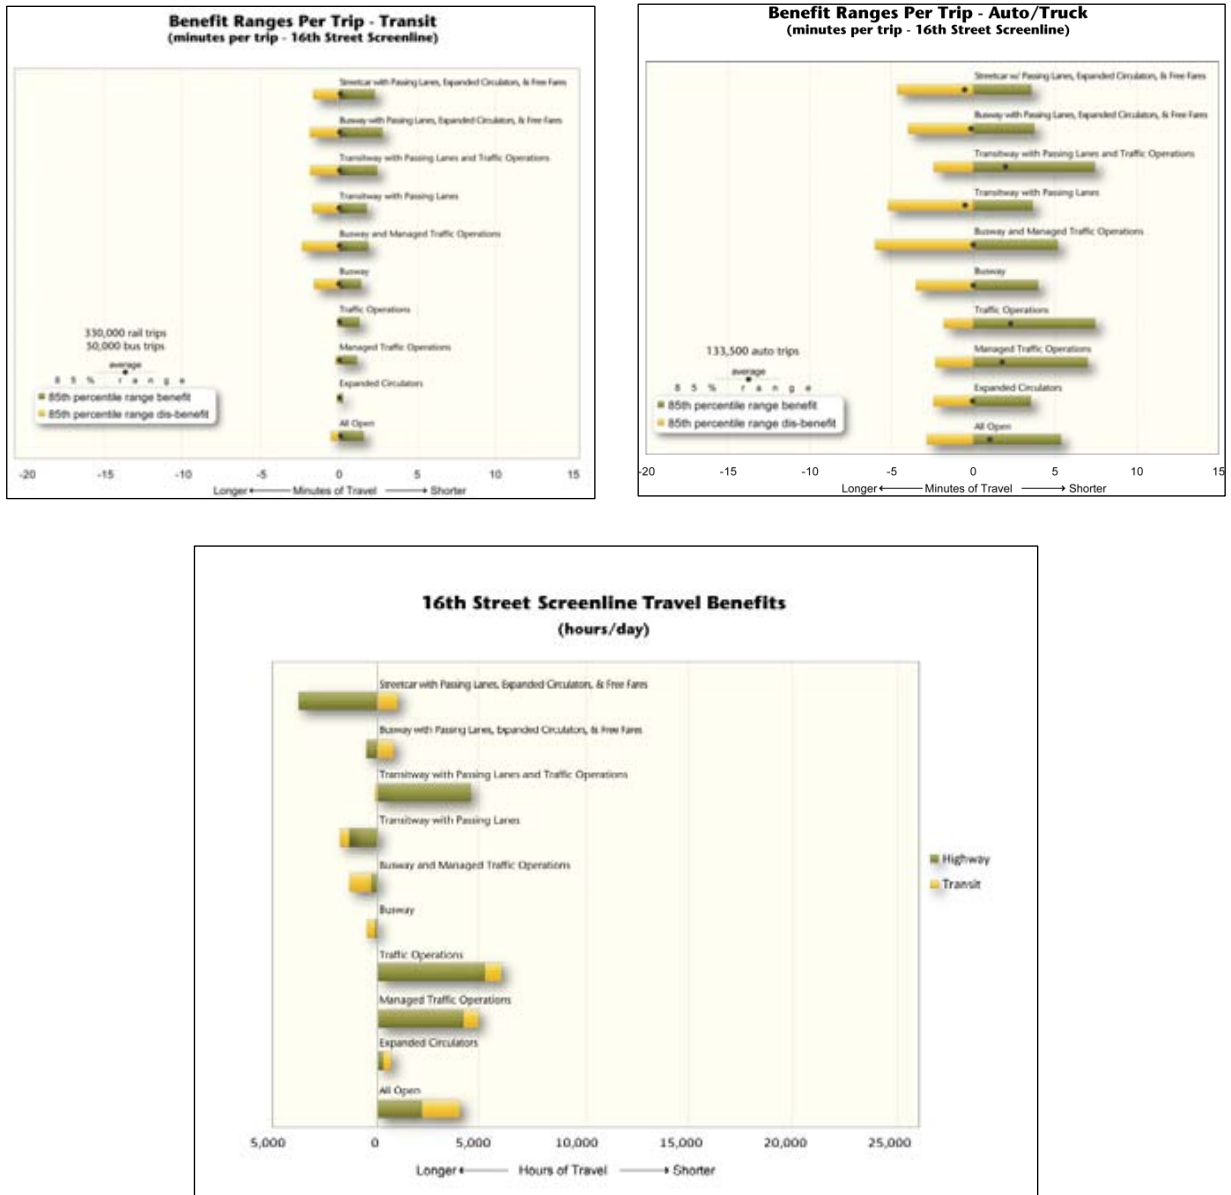 Benefit Ranges Per Trip - Transit
(minutes per trip - 16th Street Screenline)
Streetcar with Passing Lanes, Expanded Circulators, & Free Fares
Busway with Passing Lanes, Expanded Circulators, & Free Fares
Transitway with Passing Lanes and Traffic Operations
Transitway with Passing Lanes
Busway and Managed Traffic Operations
Busway
Traffic Operations
Managed Traffic Operations
Expanded Circulators
All Open
330,000 rail trips
50,000 bus trips
average
85% range
85th percentile range benefit
85th percentile range dis-benefit
-20 -15 -10 -5 0 5 10 15
Longer Minutes of Travel Shorter
Benefit Ranges Per Trip - Auto/Truck
(minutes per trip - 16th Street Screenline)
Streetcar w/ Passing Lanes, Expanded Circulators, & Free Fares
Busway with Passing Lanes, Expanded Circulators, & Free Fares
Transitway with Passing Lanes and Traffic Operations
Transitway with Passing Lanes
Busway and Managed Traffic Operations
Busway
Traffic Operations
Managed Traffic Operations
Expanded Circulators
All Open
133,500 auto trips
average
85% range
85th percentile range benefit
85th percentile range dis-benefit
-20 -15 -10 -5 0 5 10 15
Longer Minutes of Travel Shorter
16th Street Screenline Travel Benefits
(hours/day)
Streetcar with Passing Lanes, Expanded Circulators, & Free Fares
Busway with Passing Lanes, Expanded Circulators, & Free Fares
Transitway with Passing Lanes and Traffic Operations
Transitway with Passing Lanes
Busway and Managed Traffic Operations
Busway
Traffic Operations
Managed Traffic Operations
Expanded Circulators
All Open
Highway
Transit
5,000 0 5,000 10,000 15,000 20,000 25,000
Longer Hours of Travel Shorter